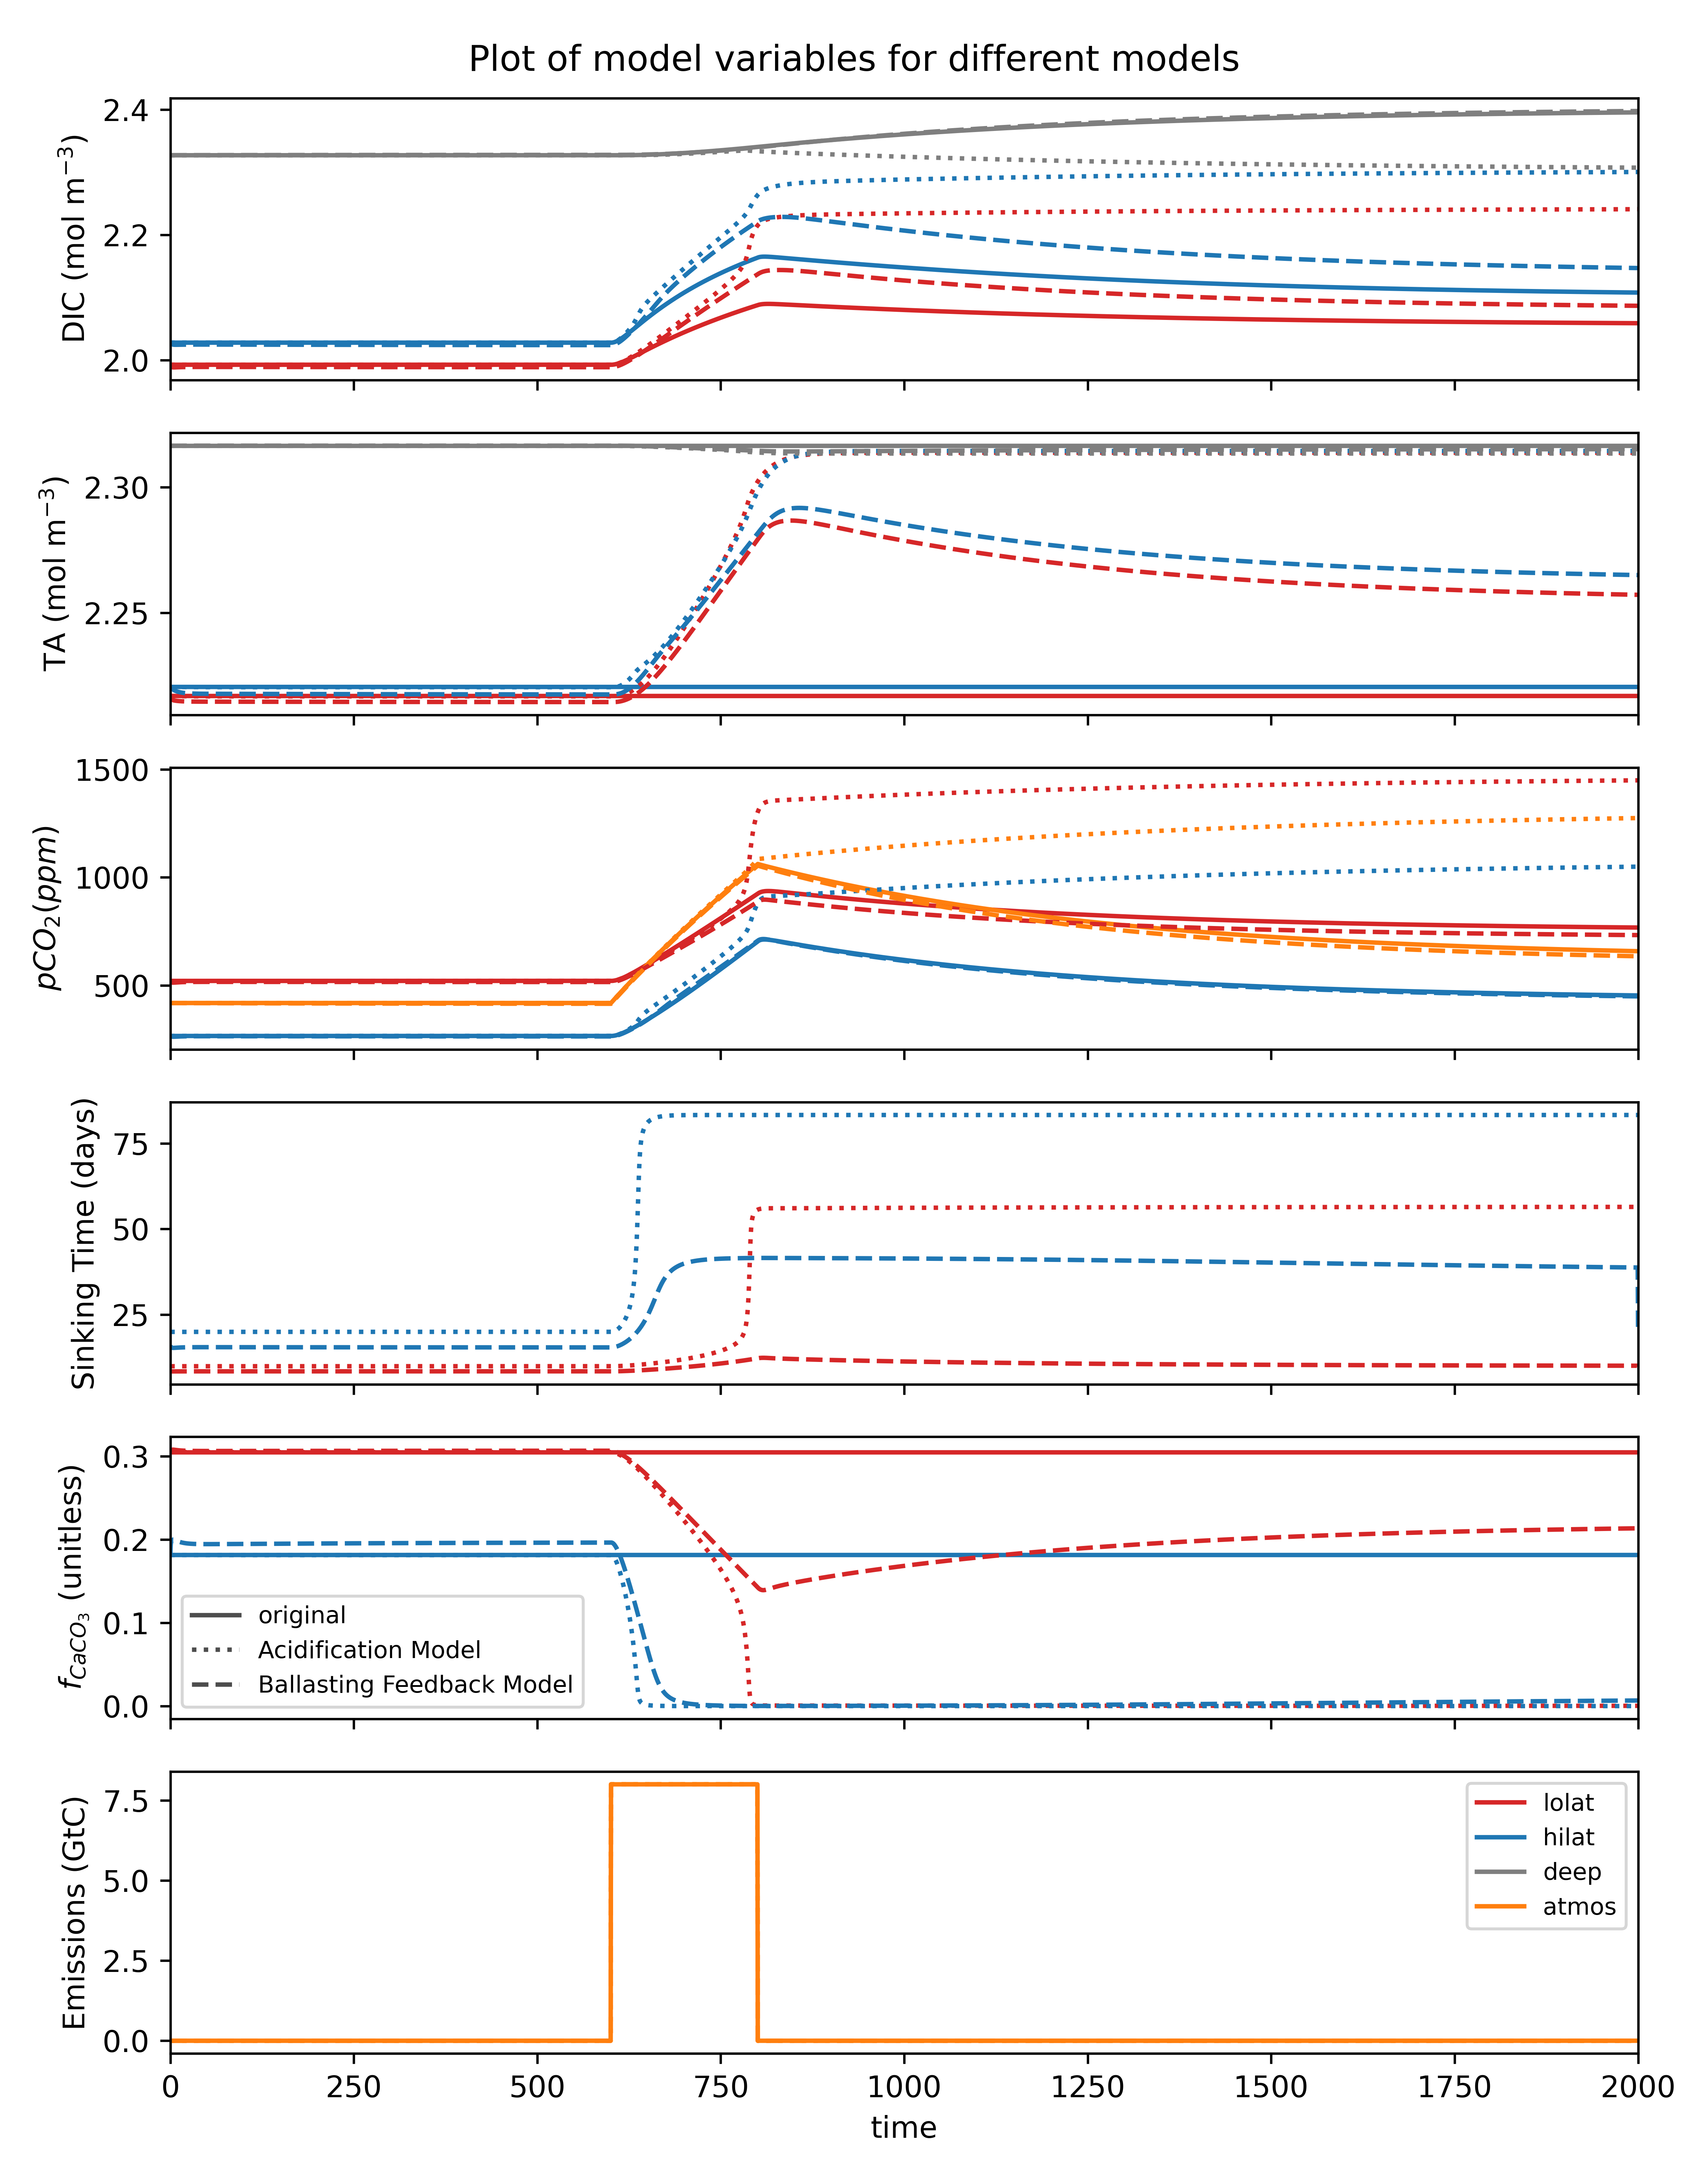 Plot of model variables for different models
DIC (mol m⁻³)
2.4
2.2
2.0
TA (mol m⁻³)
2.30
2.25
pCO₂(ppm)
1500
1000
500
Sinking Time (days)
75
50
25
f_{CaCO₃} (unitless)
0.3
0.2
0.1
0.0
original
Acidification Model
Ballasting Feedback Model
Emissions (GtC)
7.5
5.0
2.5
0.0
lolat
hilat
deep
atmos
0 250 500 750 1000 1250 1500 1750 2000
time